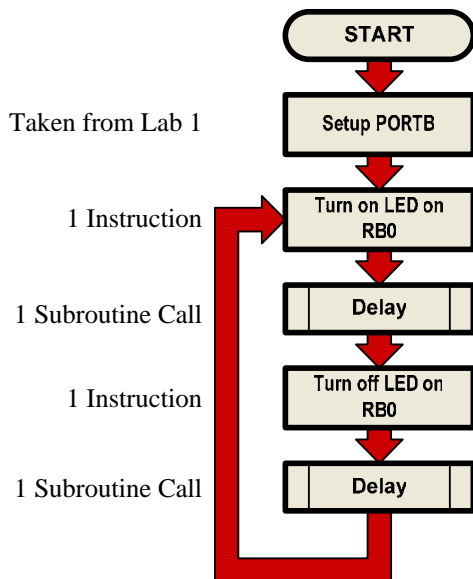 START
Taken from Lab 1
Setup PORTB
1 Instruction
Turn on LED on
RB0
1 Subroutine Call
Delay
1 Instruction
Turn off LED on
RB0
1 Subroutine Call
Delay